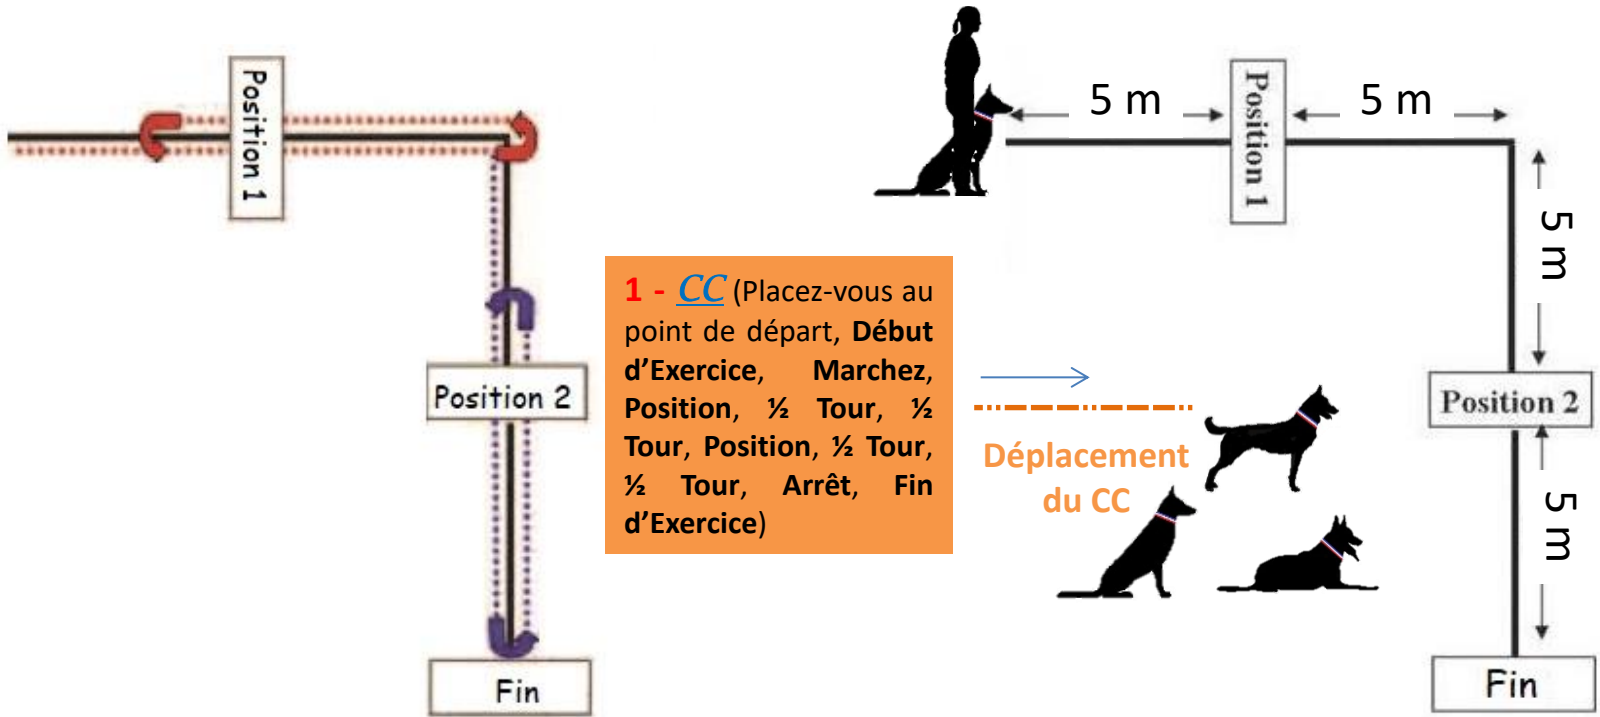 Position 1
Position 2
Fin
1 - CC (Placez-vous au
point de départ, Début
d’Exercice, Marchez,
Position, ½ Tour, ½
Tour, Position, ½ Tour,
½ Tour, Arrêt, Fin
d’Exercice)
Déplacement
du CC
5 m
Position 1
5 m
5 m
Position 2
5 m
Fin